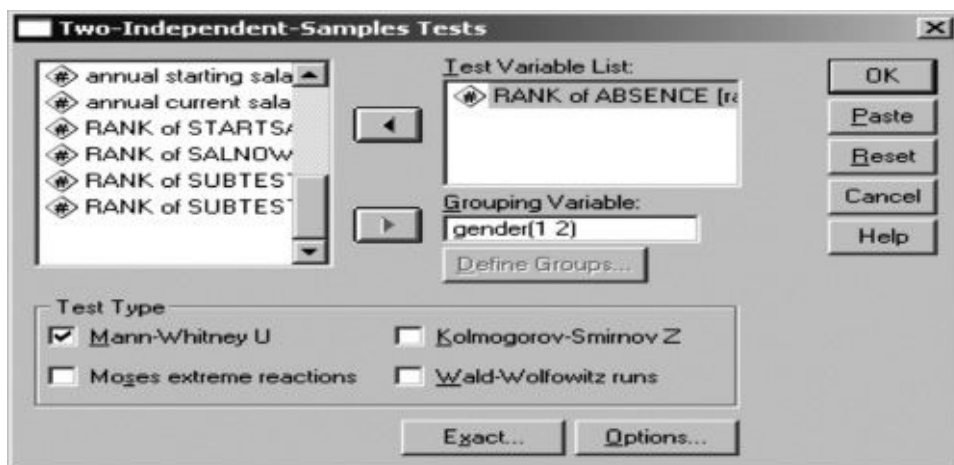 Two-Independent-Samples Tests
annual starting sala
annual current sala
RANK of STARTSA
RANK of SALNOW
RANK of SUBTEST
RANK of SUBTEST
Test Variable List:
RANK of ABSENCE [ra
Grouping Variable:
gender(1 2)
Define Groups...
OK
Paste
Reset
Cancel
Help
Test Type
Mann-Whitney U
Kolmogorov-Smirnov Z
Moses extreme reactions
Wald-Wolfowitz runs
Exact...
Options...